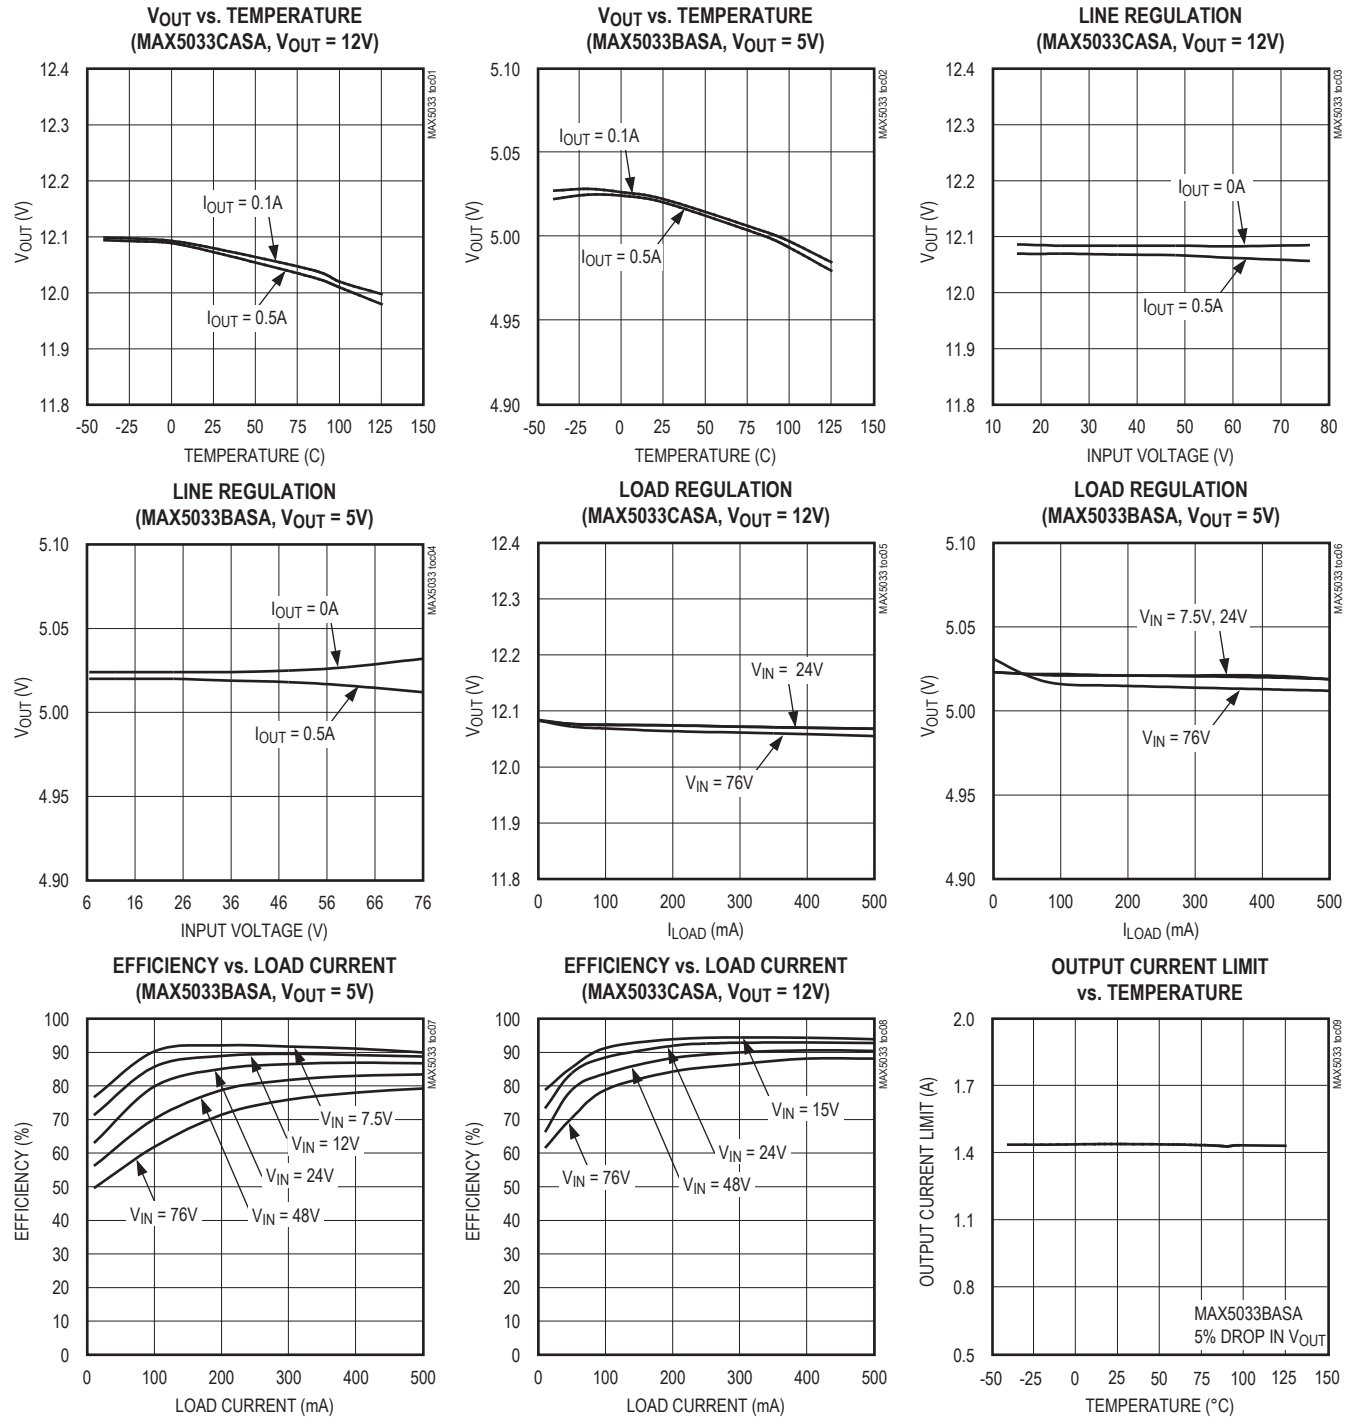 VOUT vs. TEMPERATURE
(MAX5033CASA, VOUT = 12V)
12.4
12.3
12.2
12.1
12.0
11.9
11.8
VOUT (V)
IOUT = 0.1A
IOUT = 0.5A
MAX5033 toc01
-50 -25 0 25 50 75 100 125 150
TEMPERATURE (C)
VOUT vs. TEMPERATURE
(MAX5033BASA, VOUT = 5V)
5.10
5.05
5.00
4.95
4.90
VOUT (V)
IOUT = 0.1A
IOUT = 0.5A
MAX5033 toc02
-50 -25 0 25 50 75 100 125 150
TEMPERATURE (C)
LINE REGULATION
(MAX5033CASA, VOUT = 12V)
12.4
12.3
12.2
12.1
12.0
11.9
11.8
VOUT (V)
IOUT = 0A
IOUT = 0.5A
MAX5033 toc03
10 20 30 40 50 60 70 80
INPUT VOLTAGE (V)
LINE REGULATION
(MAX5033BASA, VOUT = 5V)
5.10
5.05
5.00
4.95
4.90
VOUT (V)
IOUT = 0A
IOUT = 0.5A
MAX5033 toc04
6 16 26 36 46 56 66 76
INPUT VOLTAGE (V)
LOAD REGULATION
(MAX5033CASA, VOUT = 12V)
12.4
12.3
12.2
12.1
12.0
11.9
11.8
VOUT (V)
VIN = 24V
VIN = 76V
MAX5033 toc05
0 100 200 300 400 500
ILOAD (mA)
LOAD REGULATION
(MAX5033BASA, VOUT = 5V)
5.10
5.05
5.00
4.95
4.90
VOUT (V)
VIN = 7.5V, 24V
VIN = 76V
MAX5033 toc06
0 100 200 300 400 500
ILOAD (mA)
EFFICIENCY vs. LOAD CURRENT
(MAX5033BASA, VOUT = 5V)
100
90
80
70
60
50
40
30
20
10
0
EFFICIENCY (%)
VIN = 7.5V
VIN = 12V
VIN = 24V
VIN = 48V
VIN = 76V
MAX5033 toc07
0 100 200 300 400 500
LOAD CURRENT (mA)
EFFICIENCY vs. LOAD CURRENT
(MAX5033CASA, VOUT = 12V)
100
90
80
70
60
50
40
30
20
10
0
EFFICIENCY (%)
VIN = 15V
VIN = 24V
VIN = 48V
VIN = 76V
MAX5033 toc08
0 100 200 300 400 500
LOAD CURRENT (mA)
OUTPUT CURRENT LIMIT
vs. TEMPERATURE
2.0
1.7
1.4
1.1
0.8
0.5
OUTPUT CURRENT LIMIT (A)
MAX5033BASA
5% DROP IN VOUT
MAX5033 toc09
-50 -25 0 25 50 75 100 125 150
TEMPERATURE (°C)